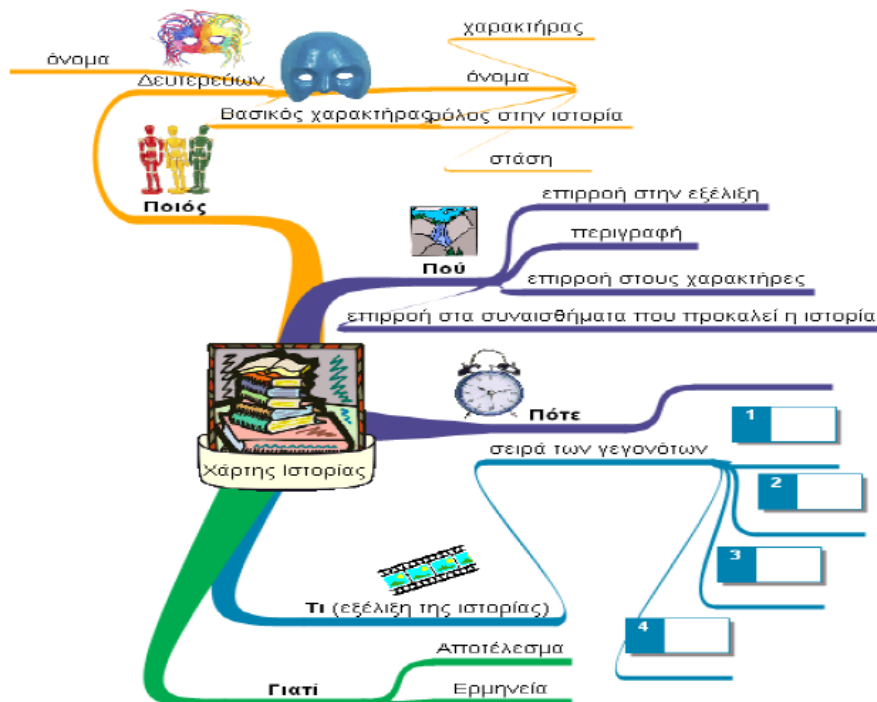 χαρακτήρας
όνομα
Δευτερεύων
όνομα
Βασικός χαρακτήρας
ρόλος στην ιστορία
στάση
Ποιός
επιρροή στην εξέλιξη
περιγραφή
Πού
επιρροή στους χαρακτήρες
επιρροή στα συναισθήματα που προκαλεί η ιστορία
Πότε
1
σειρά των γεγονότων
Χάρτης Ιστορίας
2
3
Τι (εξέλιξη της ιστορίας)
4
Αποτέλεσμα
Γιατί
Ερμηνεία